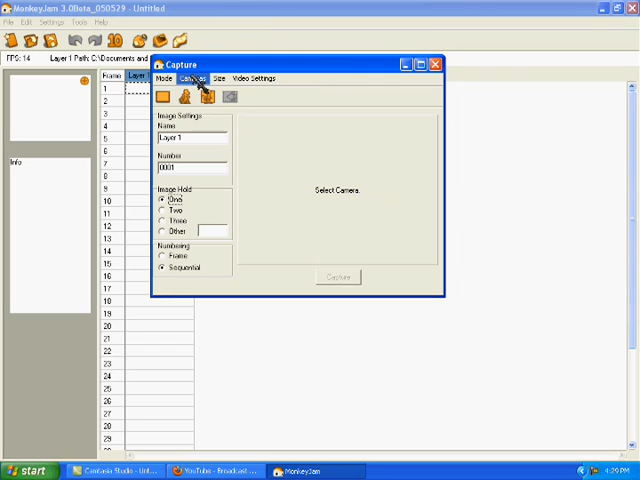 MonkeyJam 3.0Beta_050529 - Untitled
File Edit Settings Tools Help
FPS: 14 Layer 1 Path: C:\Documents and
Frame Layer 1
Info
1
2
3
4
5
6
7
8
9
10
11
12
13
14
15
16
17
18
19
20
21
22
23
24
25
26
27
28
29
Capture
Mode Cameras Size Video Settings
Image Settings
Name
Layer 1
Number
0001
Image Hold
One
Two
Three
Other
Numbering
Frame
Sequential
Select Camera.
Capture
start Camtasia Studio - Unt... YouTube - Broadcast ... MonkeyJam 4:29 PM